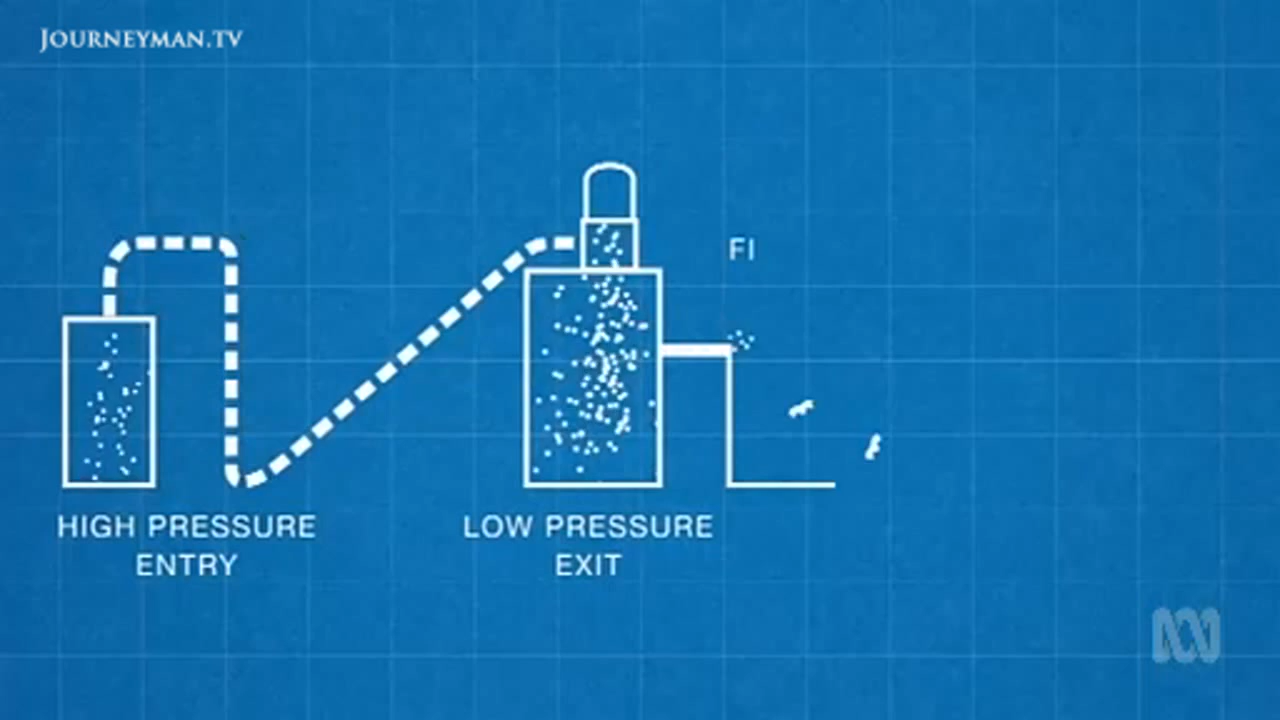 JOURNEYMAN.TV
FI
HIGH PRESSURE
ENTRY
LOW PRESSURE
EXIT